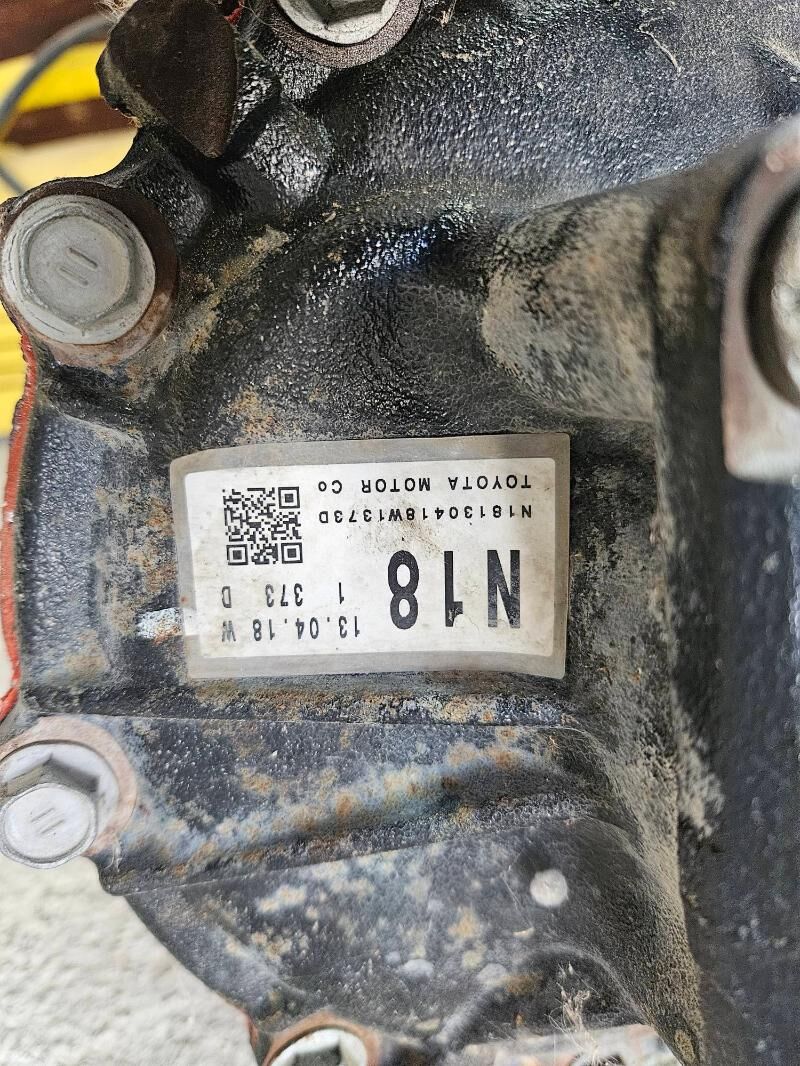 13.04.18 W
N18 1 373 D
N18130418W1373D
TOYOTA MOTOR Co